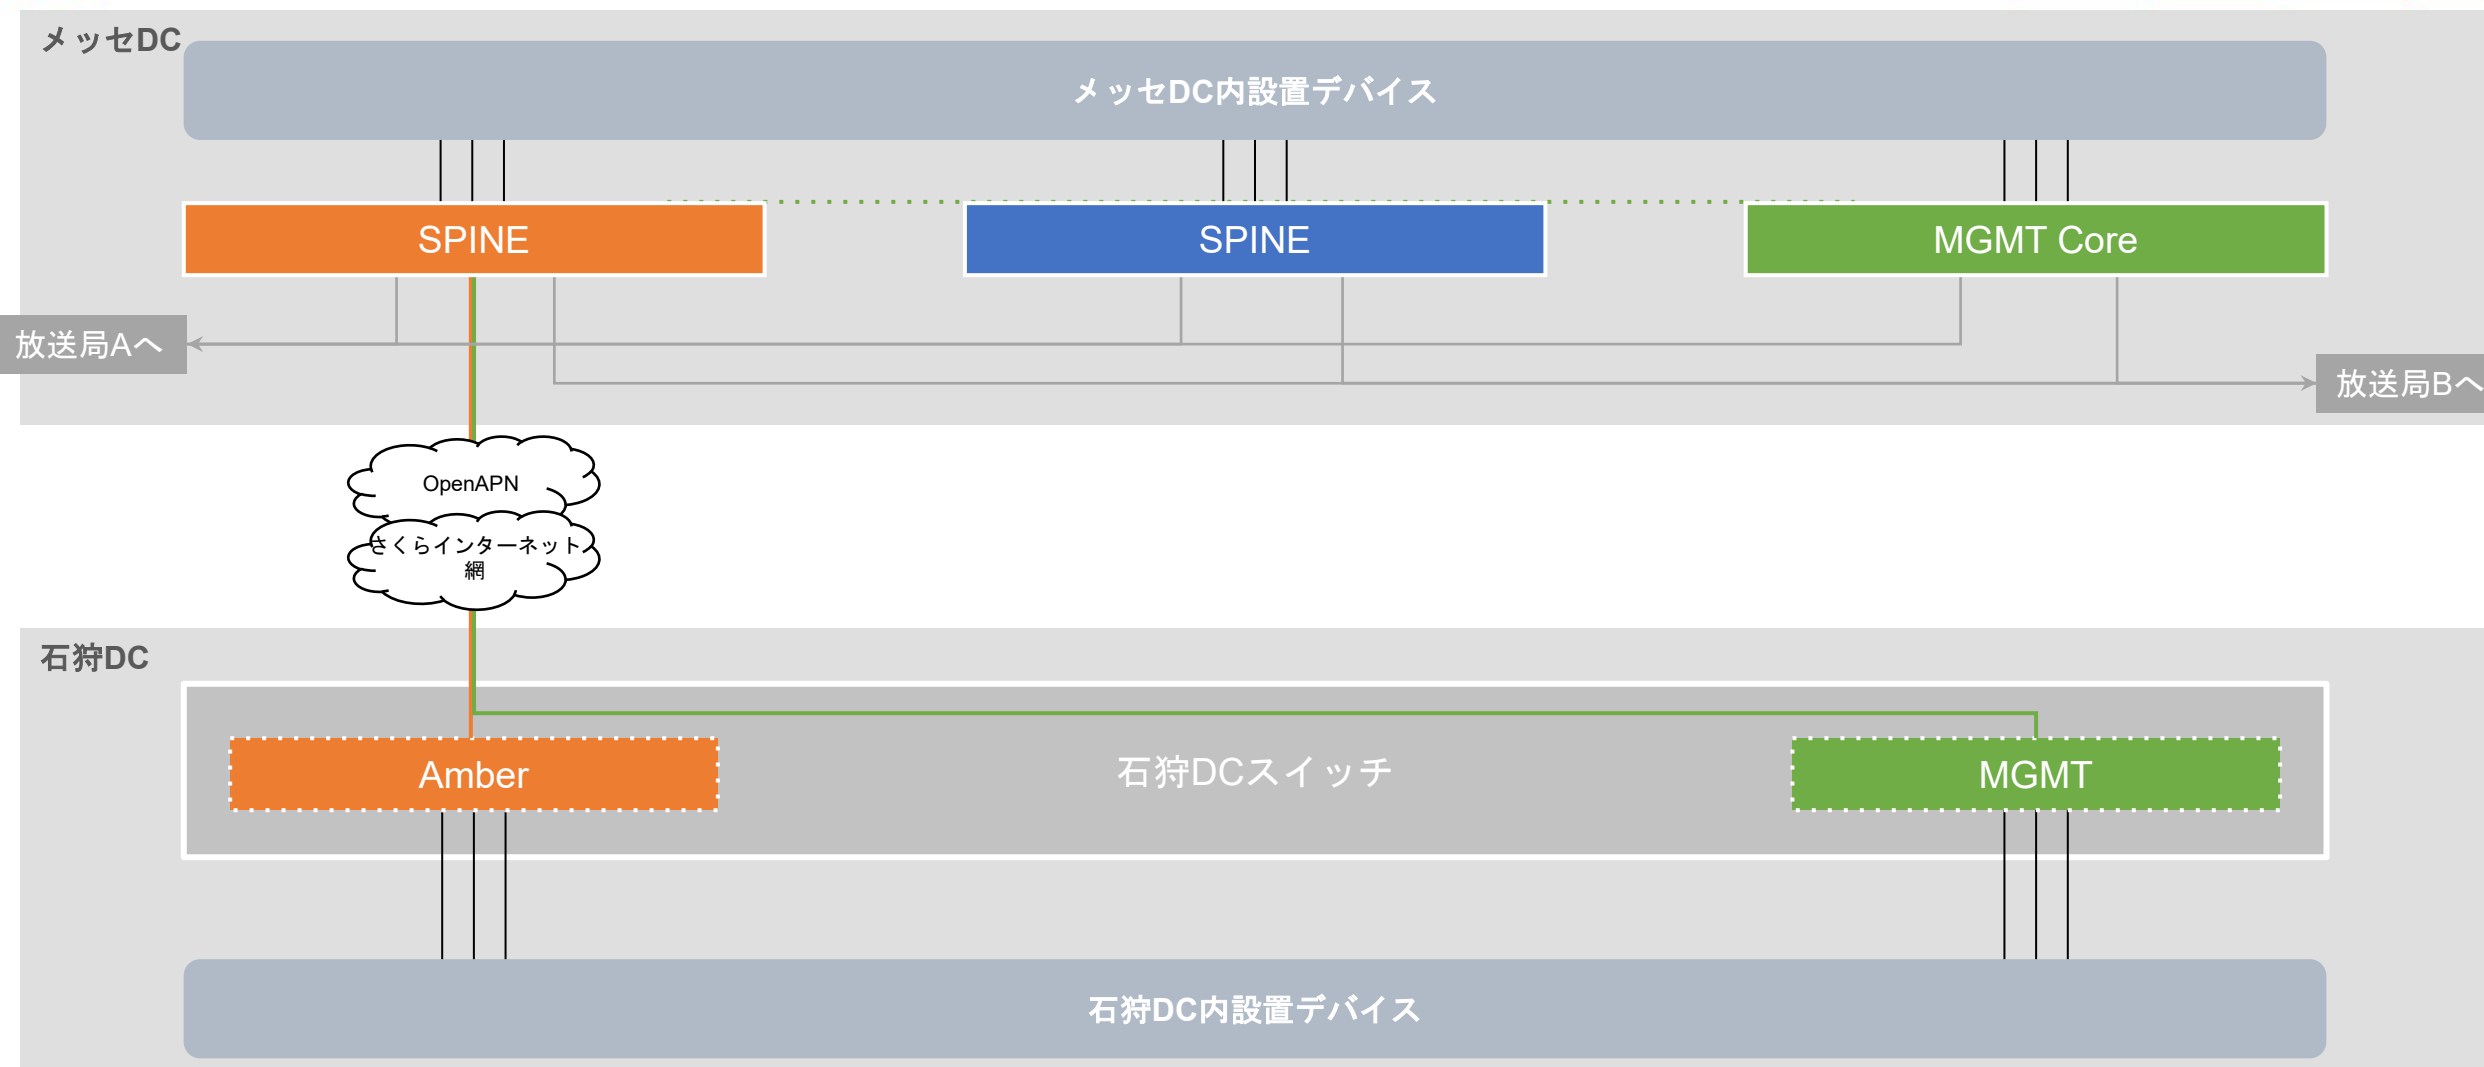 メッセDC
メッセDC内設置デバイス
SPINE
SPINE
MGMT Core
放送局Aへ
放送局Bへ
OpenAPN
さくらインターネット
網
石狩DC
Amber
石狩DCスイッチ
MGMT
石狩DC内設置デバイス